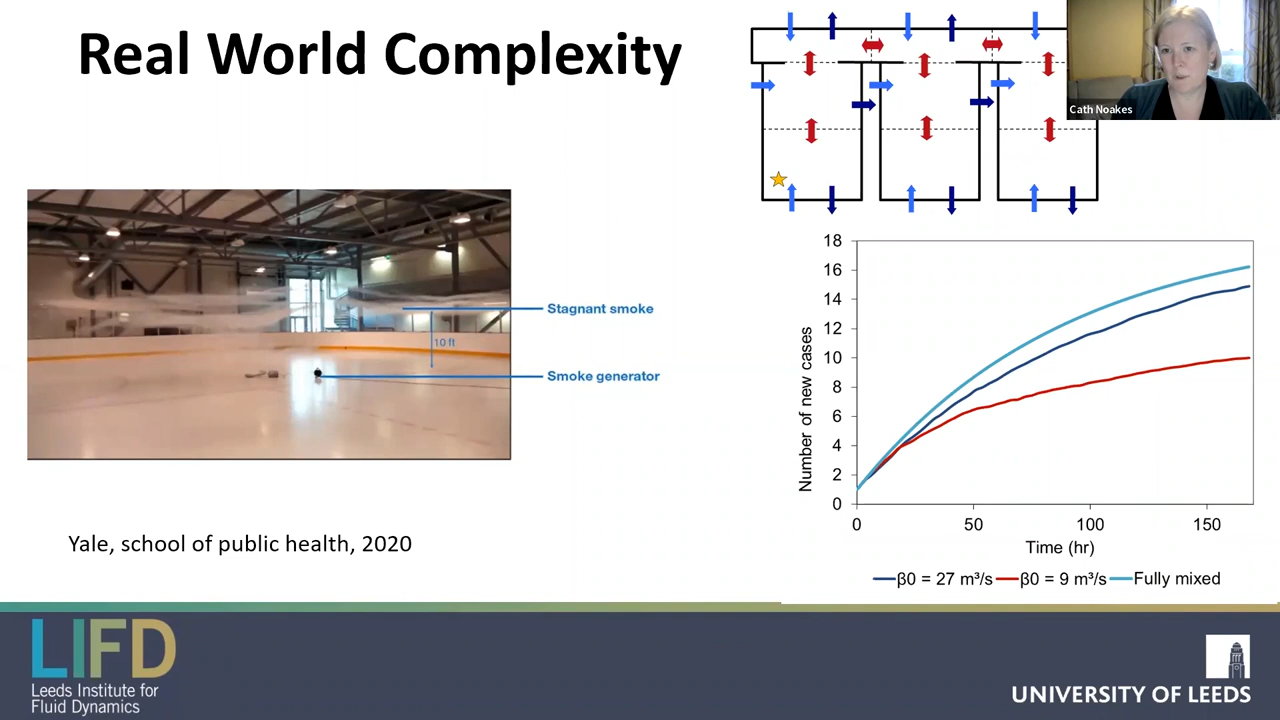 Real World Complexity
Cath Noakes
Stagnant smoke
10 ft
Smoke generator
Yale, school of public health, 2020
18
16
14
12
10
8
6
4
2
0
Number of new cases
0 50 100 150
Time (hr)
β0 = 27 m³/s β0 = 9 m³/s Fully mixed
LIFD
Leeds Institute for
Fluid Dynamics
UNIVERSITY OF LEEDS